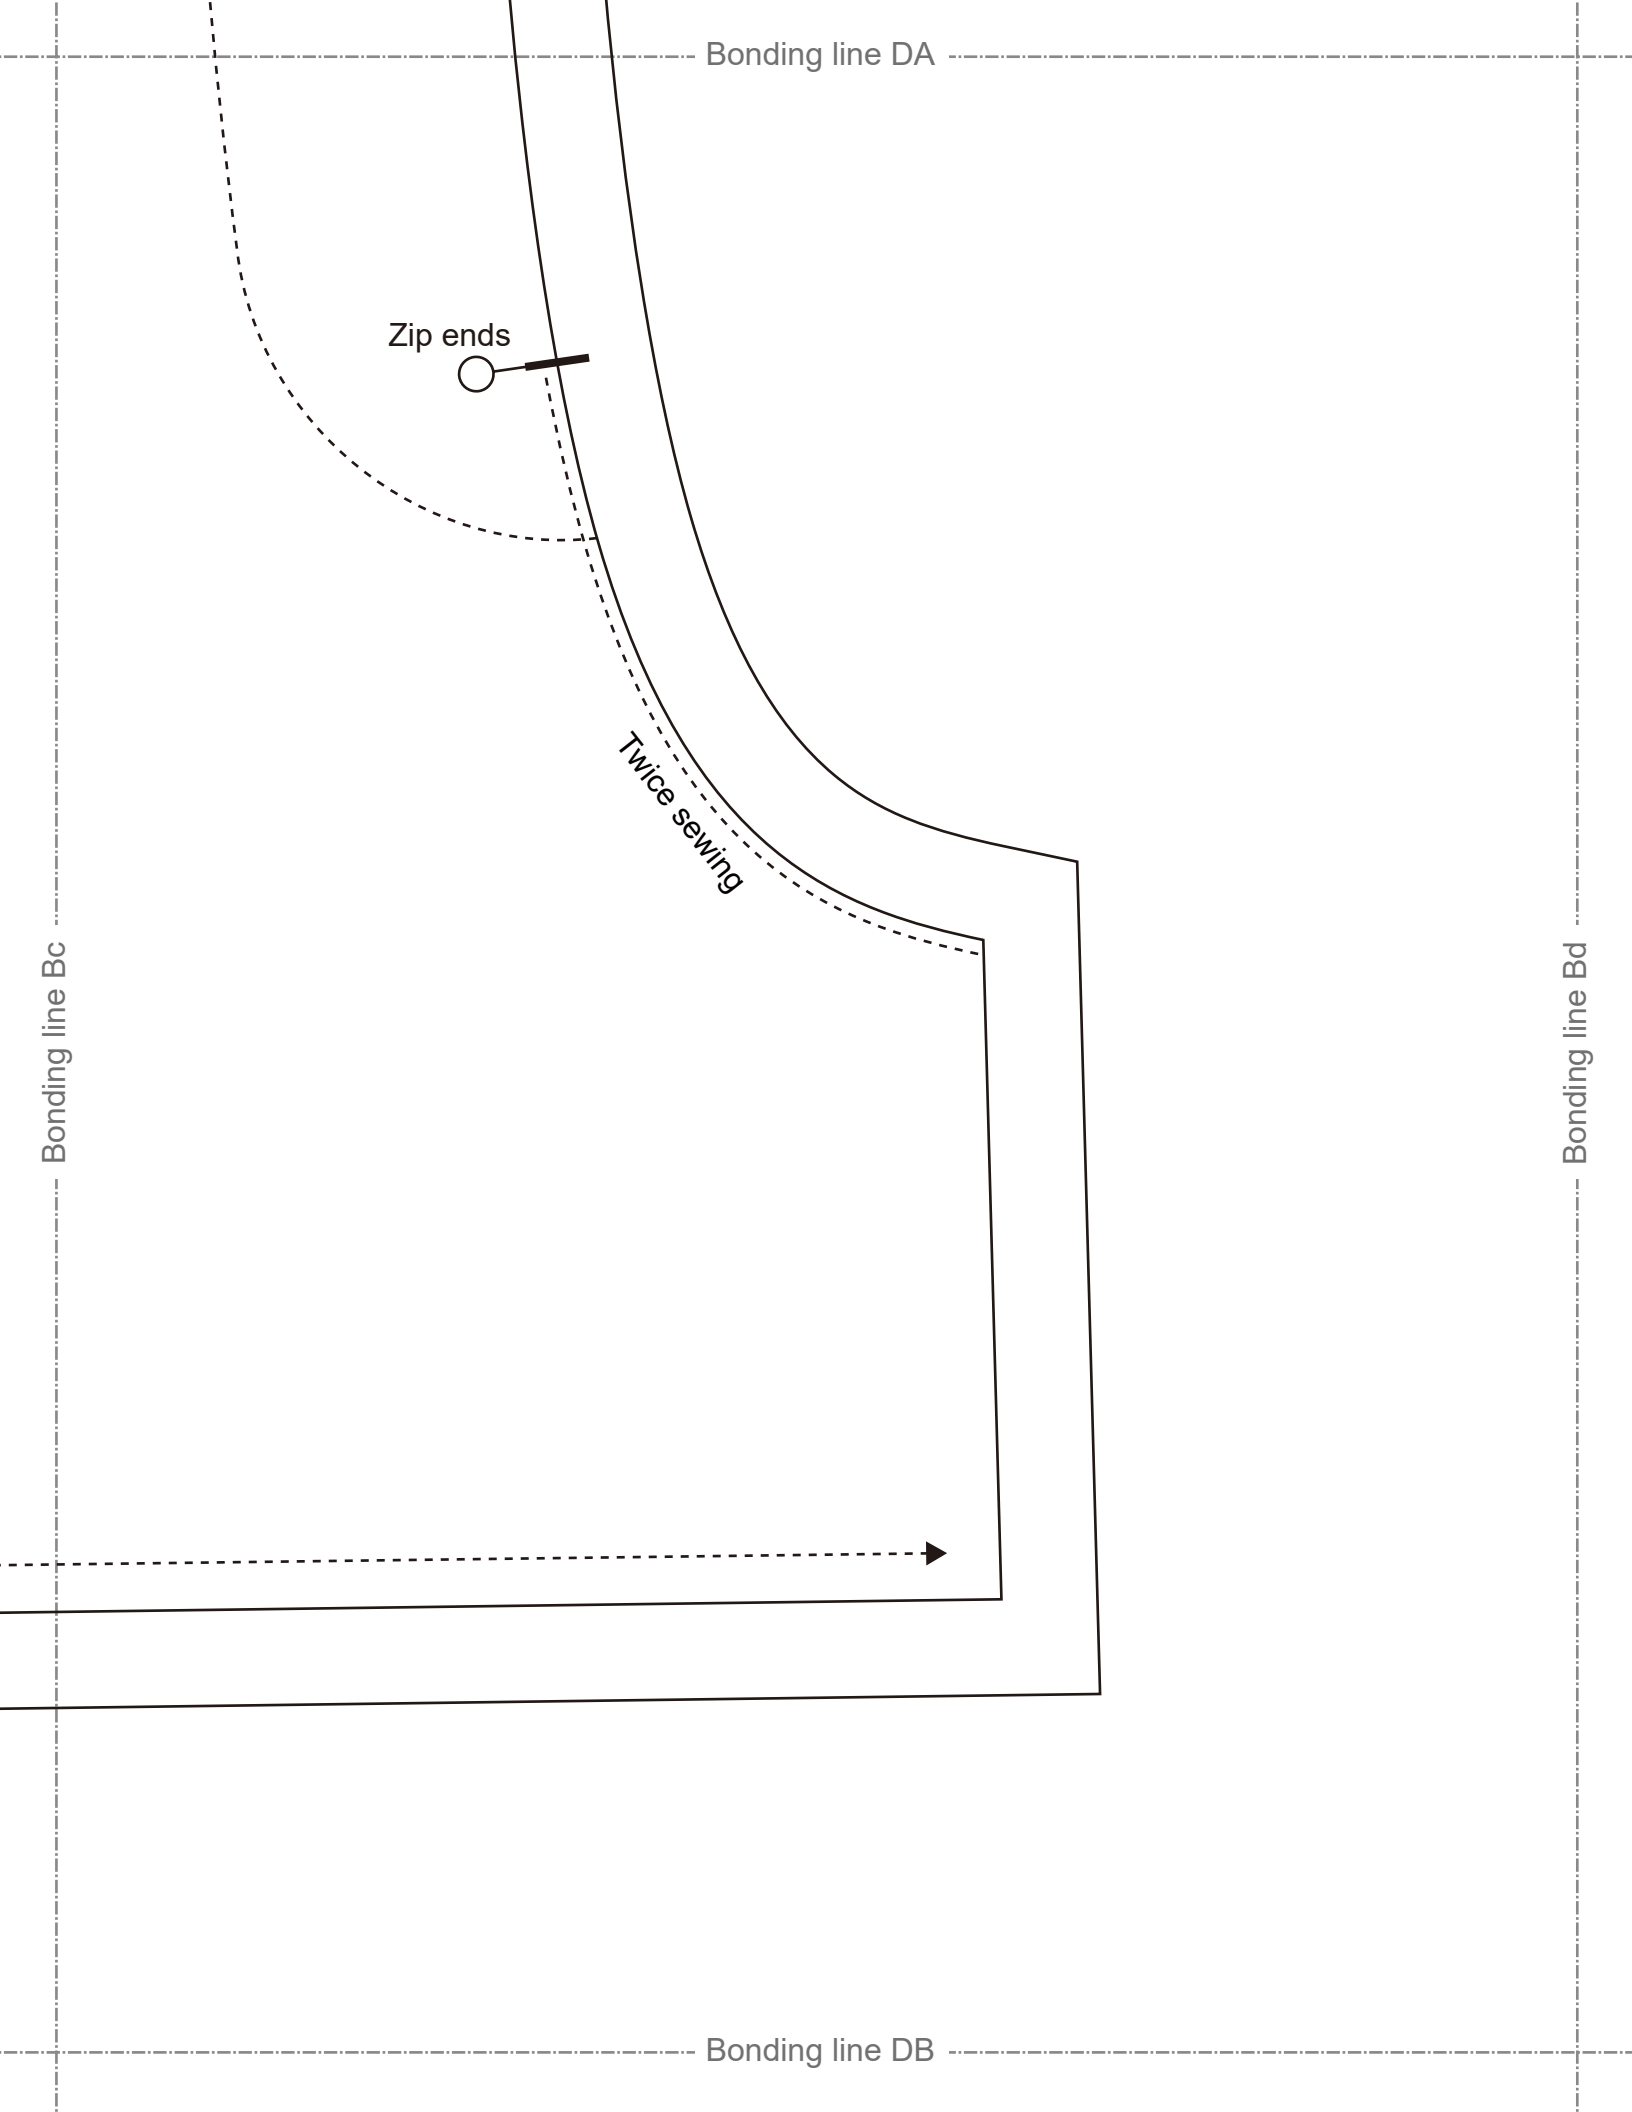 Bonding line DA
Zip ends
Twice sewing
Bonding line Bc
Bonding line Bd
Bonding line DB